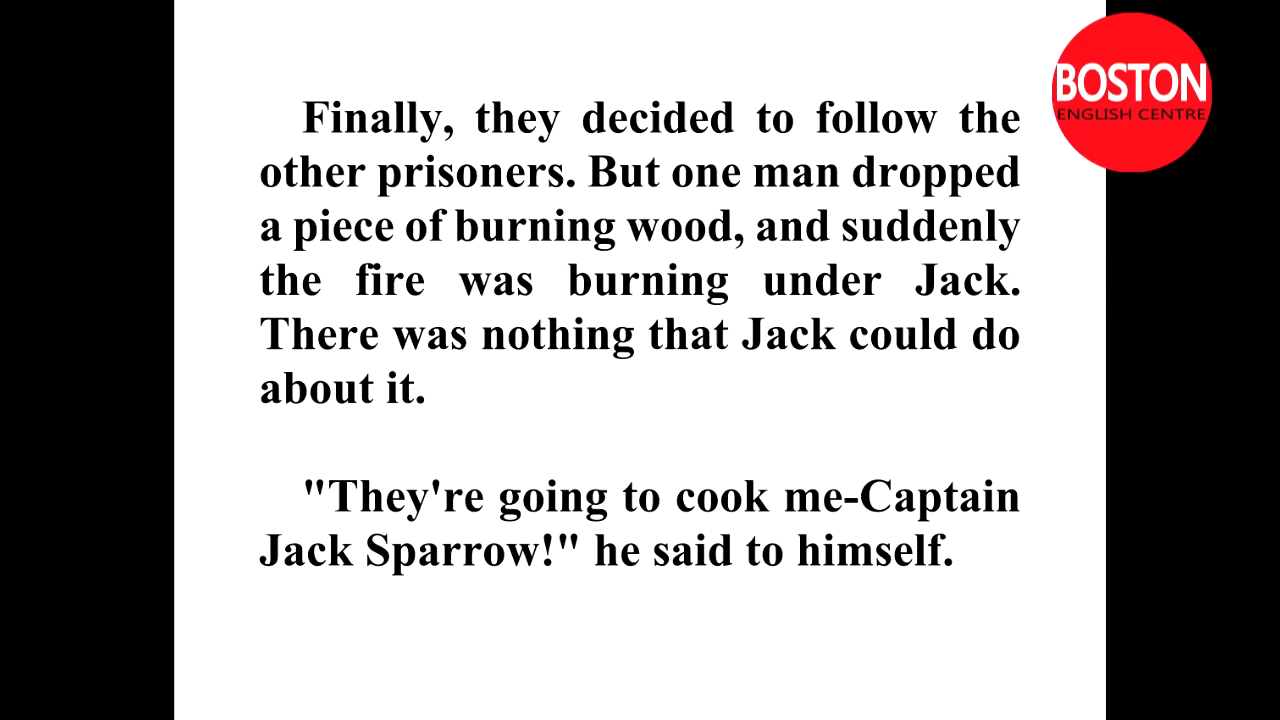 BOSTON
ENGLISH CENTRE
Finally, they decided to follow the
other prisoners. But one man dropped
a piece of burning wood, and suddenly
the fire was burning under Jack.
There was nothing that Jack could do
about it.
"They're going to cook me-Captain
Jack Sparrow!" he said to himself.